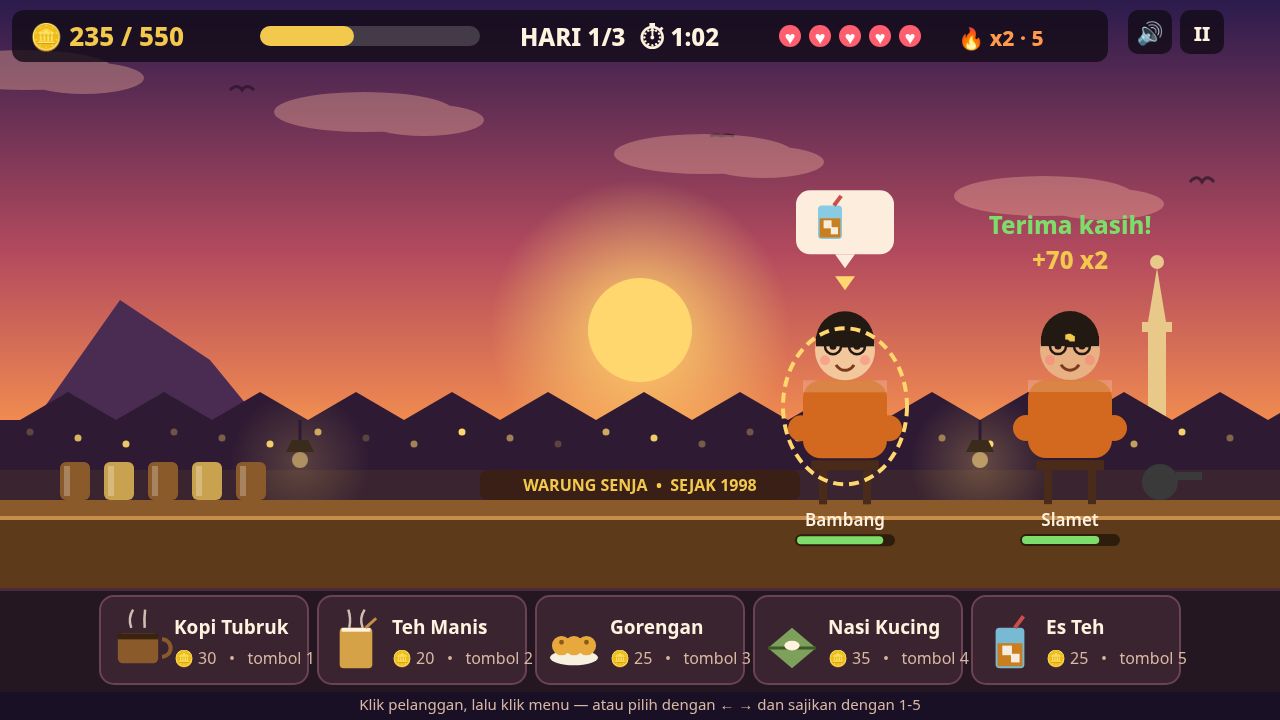 🪙 235 / 550
HARI 1/3 ⏱ 1:02
🔥 x2 · 5
Terima kasih!
+70 x2
WARUNG SENJA • SEJAK 1998
Bambang
Slamet
Kopi Tubruk
🪙 30 • tombol 1
Teh Manis
🪙 20 • tombol 2
Gorengan
🪙 25 • tombol 3
Nasi Kucing
🪙 35 • tombol 4
Es Teh
🪙 25 • tombol 5
Klik pelanggan, lalu klik menu — atau pilih dengan ← → dan sajikan dengan 1-5